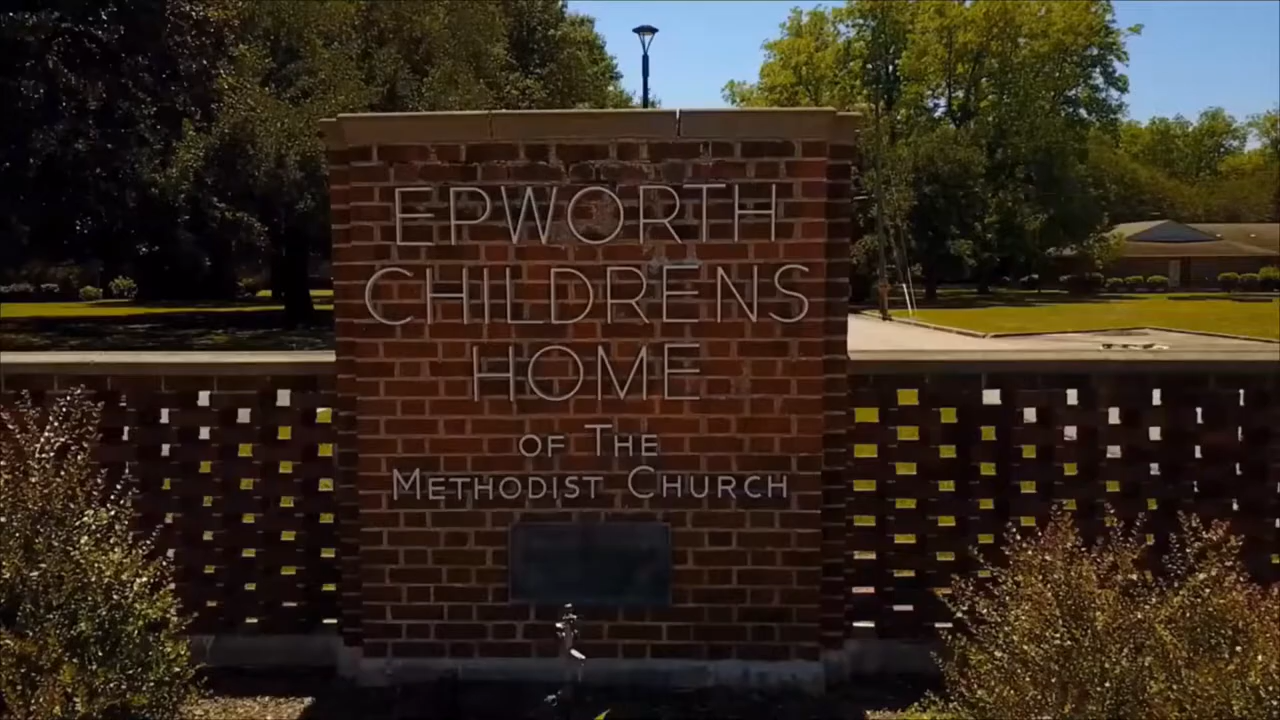 EPWORTH
CHILDRENS
HOME
OF THE
METHODIST CHURCH